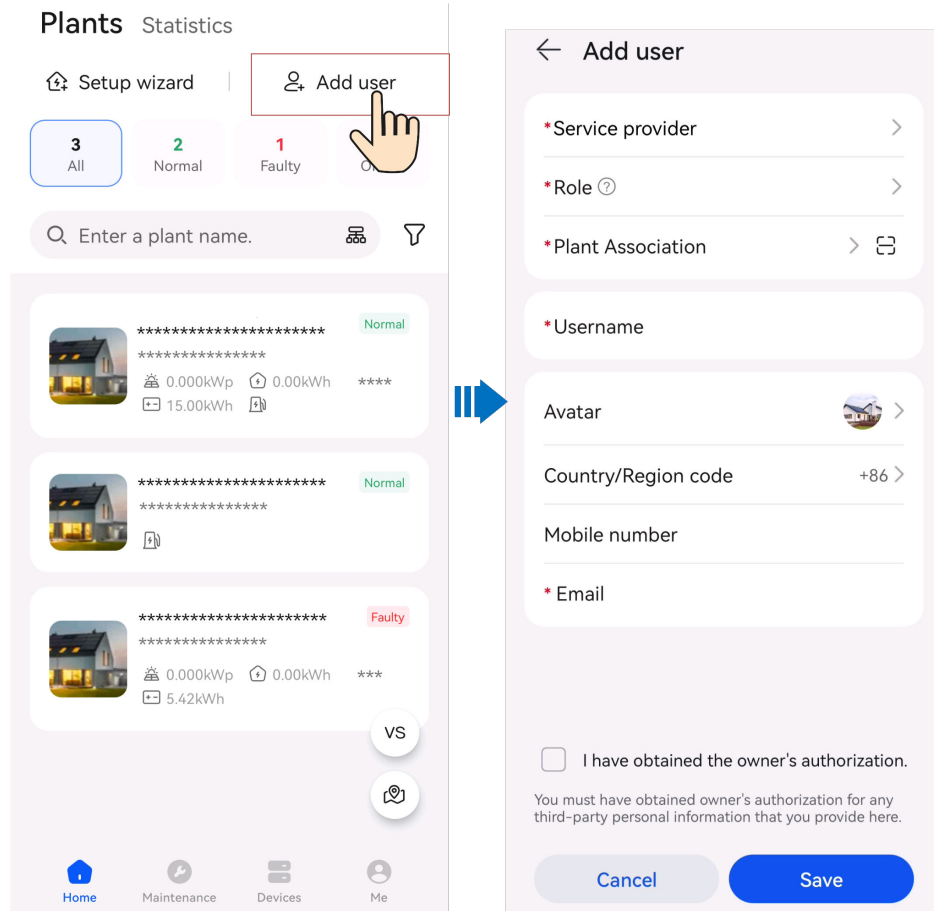 Plants Statistics
Setup wizard
Add user
3
All
2
Normal
1
Faulty
Enter a plant name.
**********************
Normal
***************
0.000kWp 0.00kWh ****
15.00kWh
**********************
Normal
***************
**********************
Faulty
***************
0.000kWp 0.00kWh ***
5.42kWh
VS
Home
Maintenance
Devices
Me
Add user
*Service provider
*Role ?
*Plant Association
*Username
Avatar
Country/Region code +86
Mobile number
* Email
I have obtained the owner's authorization.
You must have obtained owner's authorization for any
third-party personal information that you provide here.
Cancel
Save